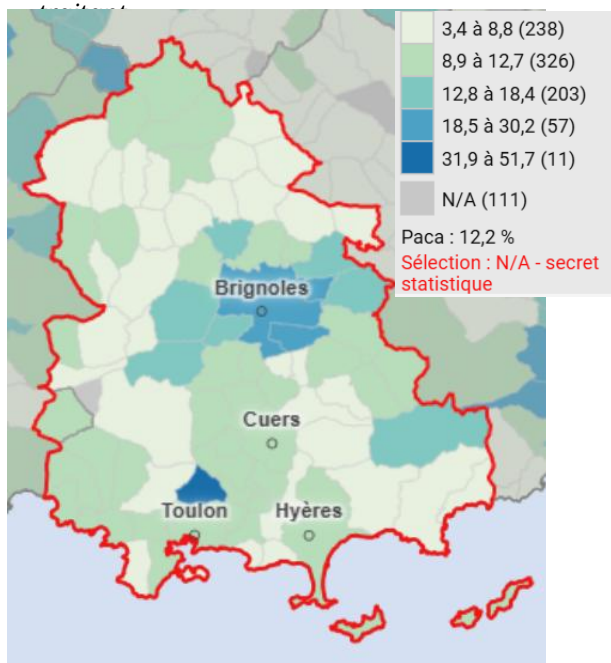 3,4 à 8,8 (238)
8,9 à 12,7 (326)
12,8 à 18,4 (203)
18,5 à 30,2 (57)
31,9 à 51,7 (11)
N/A (111)
Paca : 12,2 %
Sélection : N/A - secret
statistique
Brignoles
Cuers
Toulon
Hyères